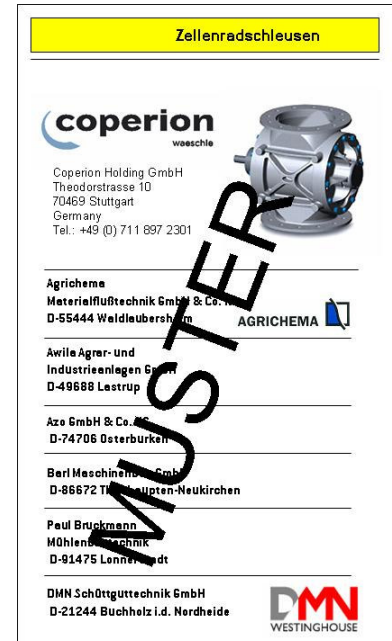 Zellenradschleusen
coperion
waeschle
Coperion Holding GmbH
Theodorstrasse 10
70469 Stuttgart
Germany
Tel.: +49 (0) 711 897 2301
MUSTER
Agrichema
Materialflußtechnik GmbH & Co.
D-55444 Waldlaubersheim
AGRICHEMA
Awila Agrar- und
Industrieanlagen GmbH
D-49688 Lastrup
Azo GmbH & Co. KG
D-74706 Osterburken
Barl Maschinenbau GmbH
D-86672 Thierhaupten-Neukirchen
Paul Bruckmann
Mühlenbautechnik
D-91475 Lonnerstadt
DMN Schüttguttechnik GmbH
D-21244 Buchholz i.d. Nordheide
DMN
WESTINGHOUSE